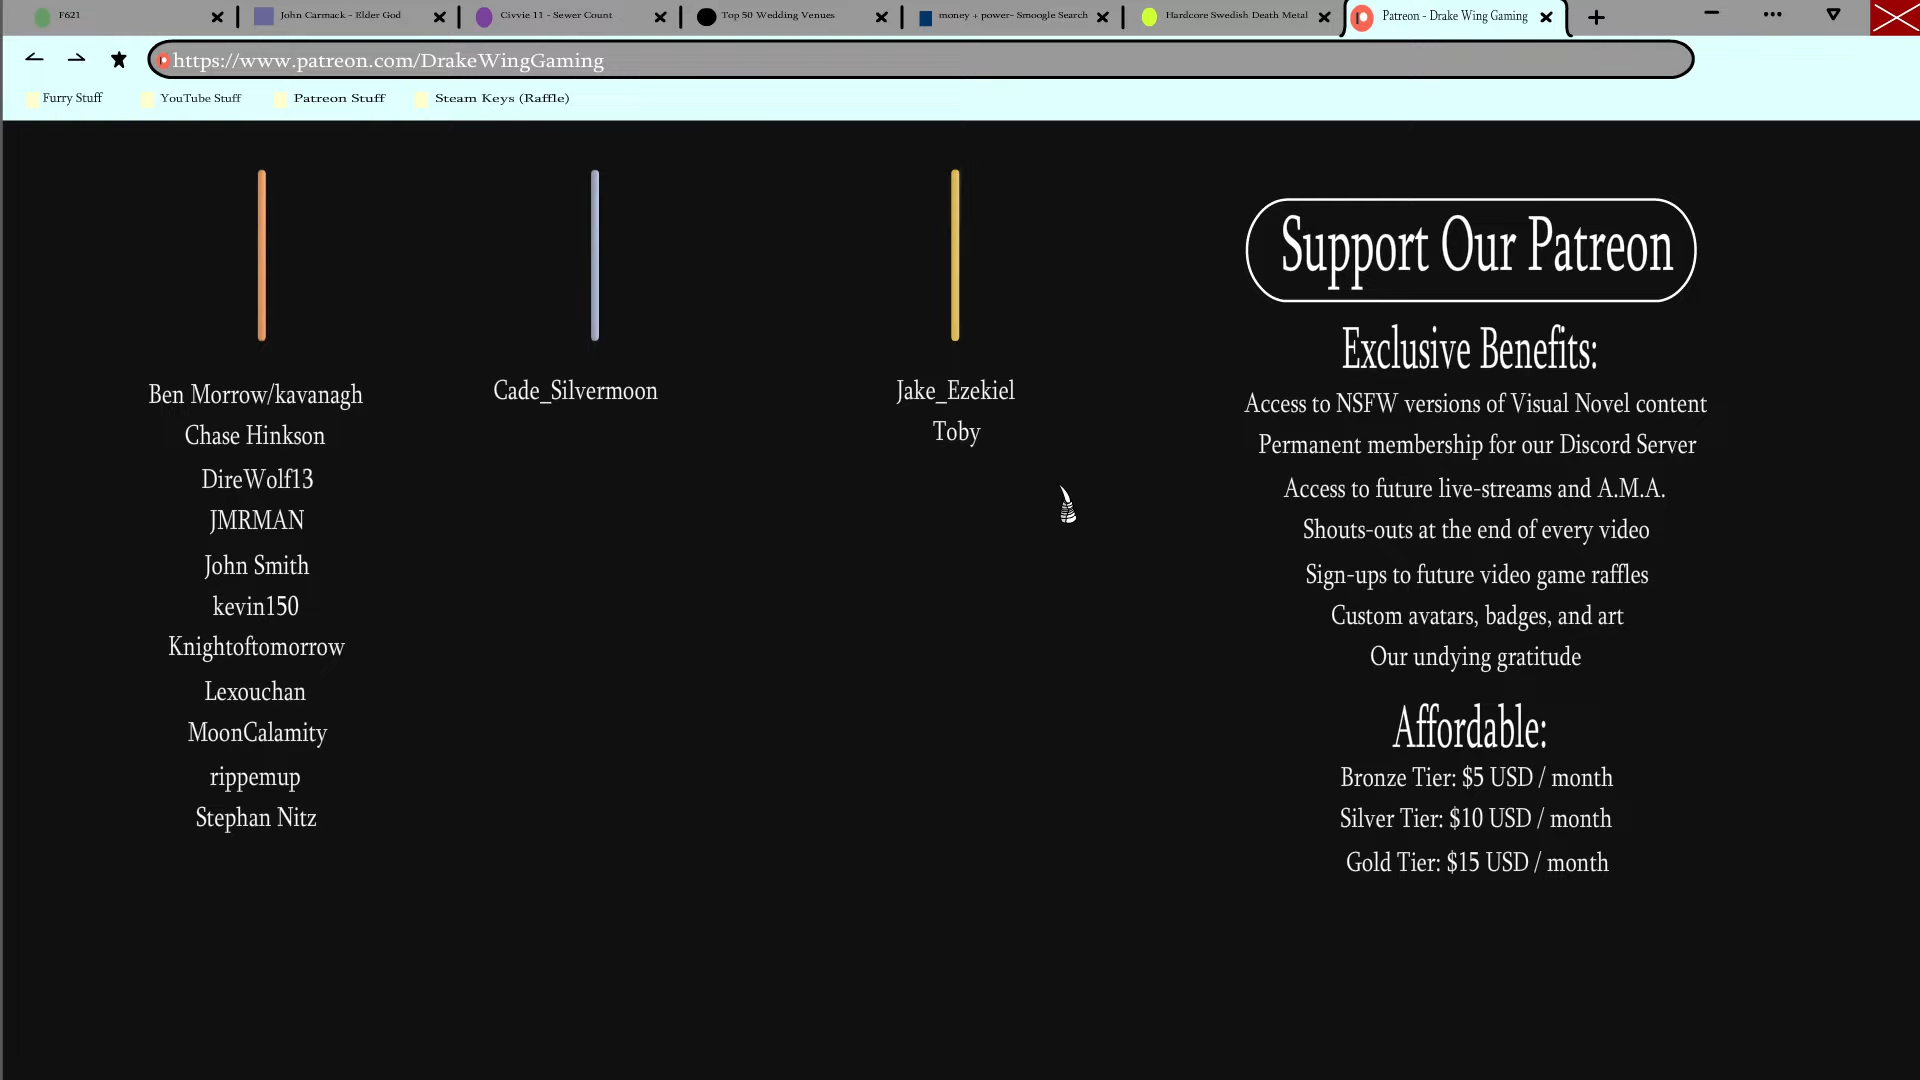 F621
John Carmack - Elder God
Civvie 11 - Sewer Count
Top 50 Wedding Venues
money + power- Smoogle Search
Hardcore Swedish Death Metal
Patreon - Drake Wing Gaming
https://www.patreon.com/DrakeWingGaming
Furry Stuff
YouTube Stuff
Patreon Stuff
Steam Keys (Raffle)
Ben Morrow/kavanagh
Chase Hinkson
DireWolf13
JMRMAN
John Smith
kevin150
Knightoftomorrow
Lexouchan
MoonCalamity
rippemup
Stephan Nitz
Cade_Silvermoon
Jake_Ezekiel
Toby
Support Our Patreon
Exclusive Benefits:
Access to NSFW versions of Visual Novel content
Permanent membership for our Discord Server
Access to future live-streams and A.M.A.
Shouts-outs at the end of every video
Sign-ups to future video game raffles
Custom avatars, badges, and art
Our undying gratitude
Affordable:
Bronze Tier: $5 USD / month
Silver Tier: $10 USD / month
Gold Tier: $15 USD / month